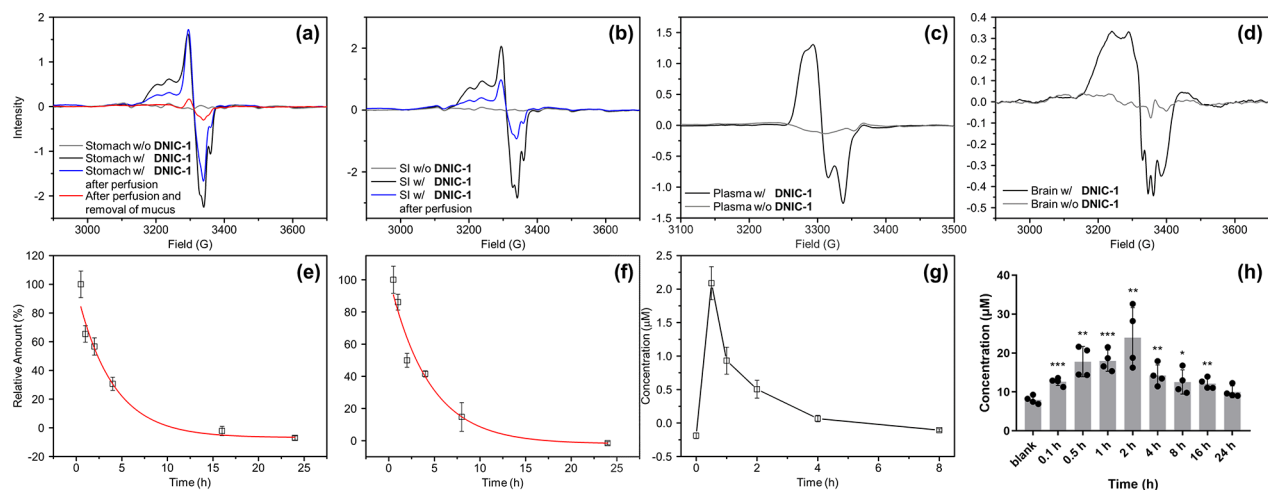 (a)
2
1
0
-1
-2
Intensity
Stomach w/o DNIC-1
Stomach w/ DNIC-1
Stomach w/ DNIC-1
after perfusion
After perfusion and
removal of mucus
3000 3200 3400 3600
Field (G)
(b)
2
0
-2
SI w/o DNIC-1
SI w/ DNIC-1
SI w/ DNIC-1
after perfusion
3000 3200 3400 3600
Field (G)
(c)
1.5
1.0
0.5
0.0
-0.5
-1.0
-1.5
Plasma w/ DNIC-1
Plasma w/o DNIC-1
3100 3200 3300 3400 3500
Field (G)
(d)
0.4
0.3
0.2
0.1
0.0
-0.1
-0.2
-0.3
-0.4
-0.5
Brain w/ DNIC-1
Brain w/o DNIC-1
3000 3200 3400 3600
Field (G)
(e)
120
100
80
60
40
20
0
-20
Relative Amount (%)
0 5 10 15 20 25
Time (h)
(f)
100
80
60
40
20
0
0 5 10 15 20 25
Time (h)
(g)
2.5
2.0
1.5
1.0
0.5
0.0
-0.5
Concentration (μM)
0 2 4 6 8
Time (h)
(h)
40
30
20
10
0
Concentration (μM)
*** ** *** ** ** * **
blank 0.1 h 0.5 h 1 h 2 h 4 h 8 h 16 h 24 h
Time (h)